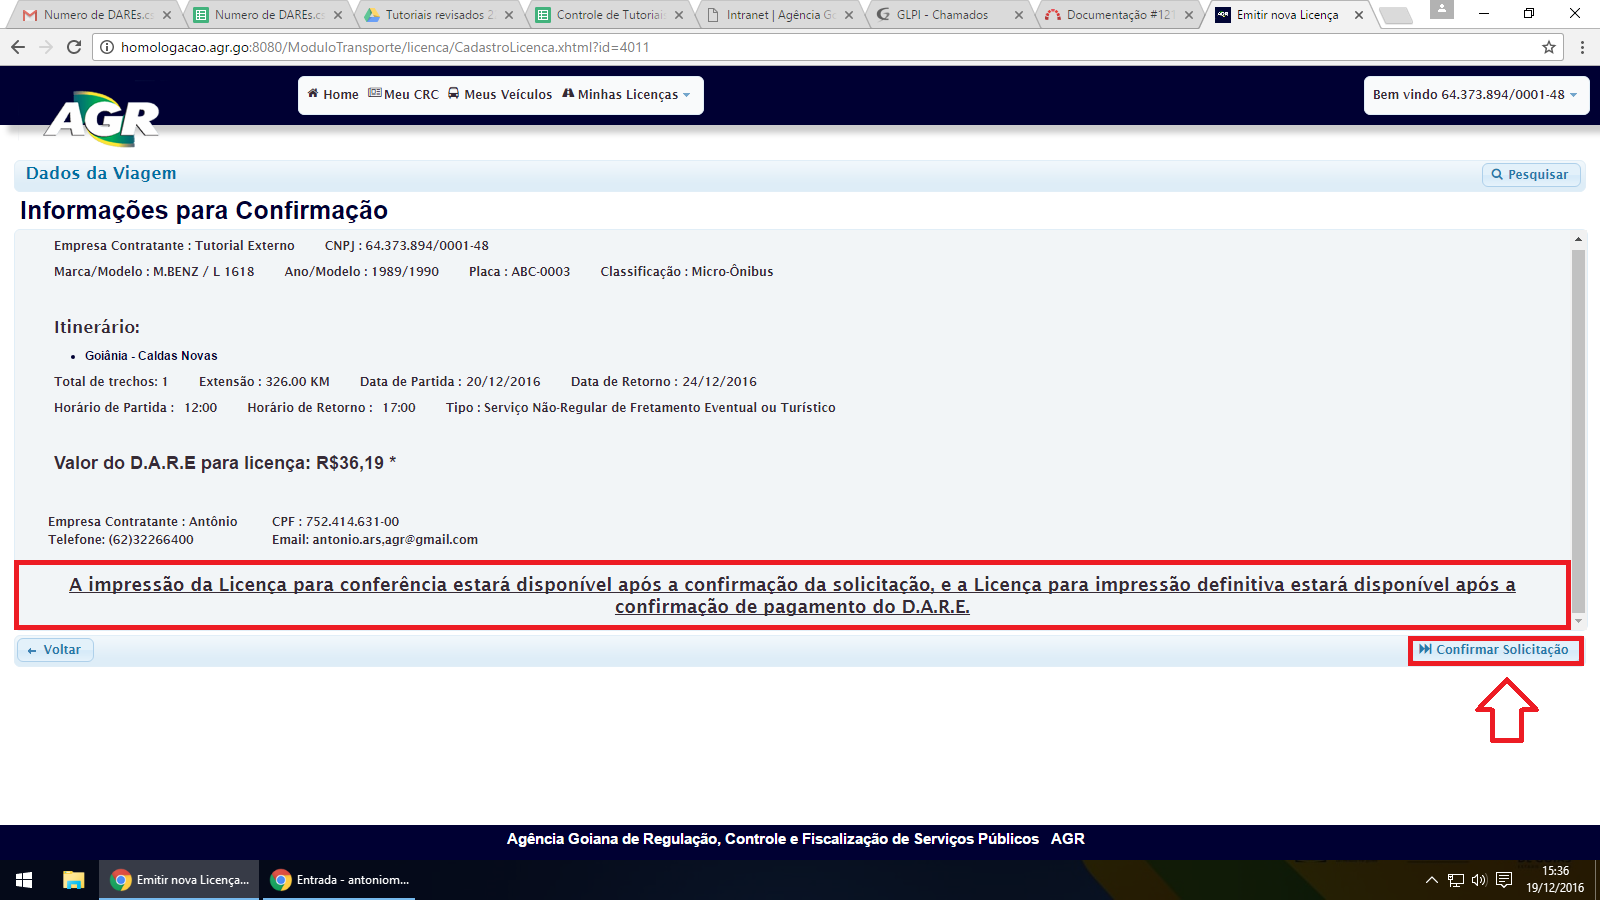 Numero de DAREs.cs
Numero de DAREs.cs
Tutoriais revisados 2
Controle de Tutoriai
Intranet | Agência Go
GLPI - Chamados
Documentação #121
Emitir nova Licença
homologacao.agr.go:8080/ModuloTransporte/licenca/CadastroLicenca.xhtml?id=4011
AGR
Home Meu CRC Meus Veículos Minhas Licenças
Bem vindo 64.373.894/0001-48
Dados da Viagem
Pesquisar
Informações para Confirmação
Empresa Contratante : Tutorial Externo CNPJ : 64.373.894/0001-48
Marca/Modelo : M.BENZ / L 1618 Ano/Modelo : 1989/1990 Placa : ABC-0003 Classificação : Micro-Ônibus
Itinerário:
• Goiânia - Caldas Novas
Total de trechos: 1 Extensão : 326.00 KM Data de Partida : 20/12/2016 Data de Retorno : 24/12/2016
Horário de Partida : 12:00 Horário de Retorno : 17:00 Tipo : Serviço Não-Regular de Fretamento Eventual ou Turístico
Valor do D.A.R.E para licença: R$36,19 *
Empresa Contratante : Antônio CPF : 752.414.631-00
Telefone: (62)32266400 Email: antonio.ars,agr@gmail.com
A impressão da Licença para conferência estará disponível após a confirmação da solicitação, e a Licença para impressão definitiva estará disponível após a
confirmação de pagamento do D.A.R.E.
Voltar
Confirmar Solicitação
Agência Goiana de Regulação, Controle e Fiscalização de Serviços Públicos AGR
Emitir nova Licença...
Entrada - antoniom...
15:36
19/12/2016